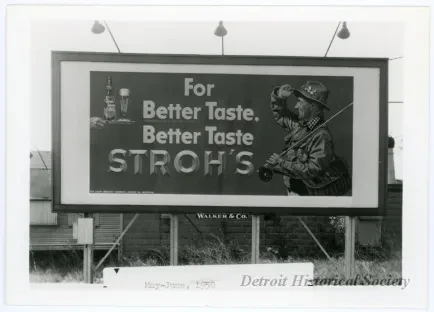 For
Better Taste.
Better Taste
STROH'S
WALKER & CO.
May-June, 1950
Detroit Historical Society